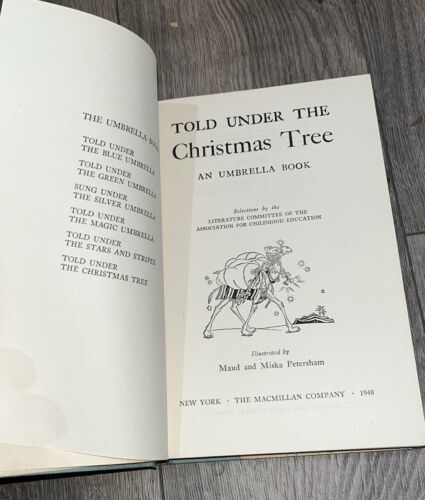 THE UMBRELLA BOOKS
TOLD UNDER
THE BLUE UMBRELLA
TOLD UNDER
THE GREEN UMBRELLA
SUNG UNDER
THE SILVER UMBRELLA
TOLD UNDER
THE MAGIC UMBRELLA
TOLD UNDER
THE STARS AND STRIPES
TOLD UNDER
THE CHRISTMAS TREE
TOLD UNDER THE
Christmas Tree
AN UMBRELLA BOOK
Selections by the
LITERATURE COMMITTEE OF THE
ASSOCIATION FOR CHILDHOOD EDUCATION
Illustrated by
Maud and Miska Petersham
NEW YORK · THE MACMILLAN COMPANY · 1948